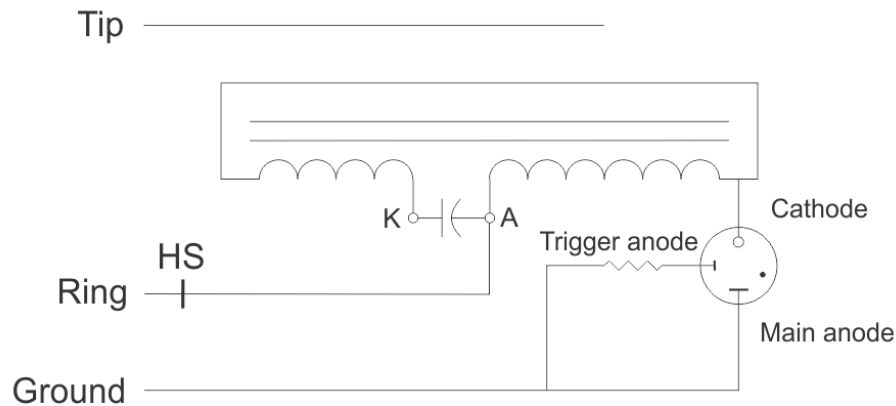 Tip
K
A
Cathode
Trigger anode
HS
Ring
Main anode
Ground